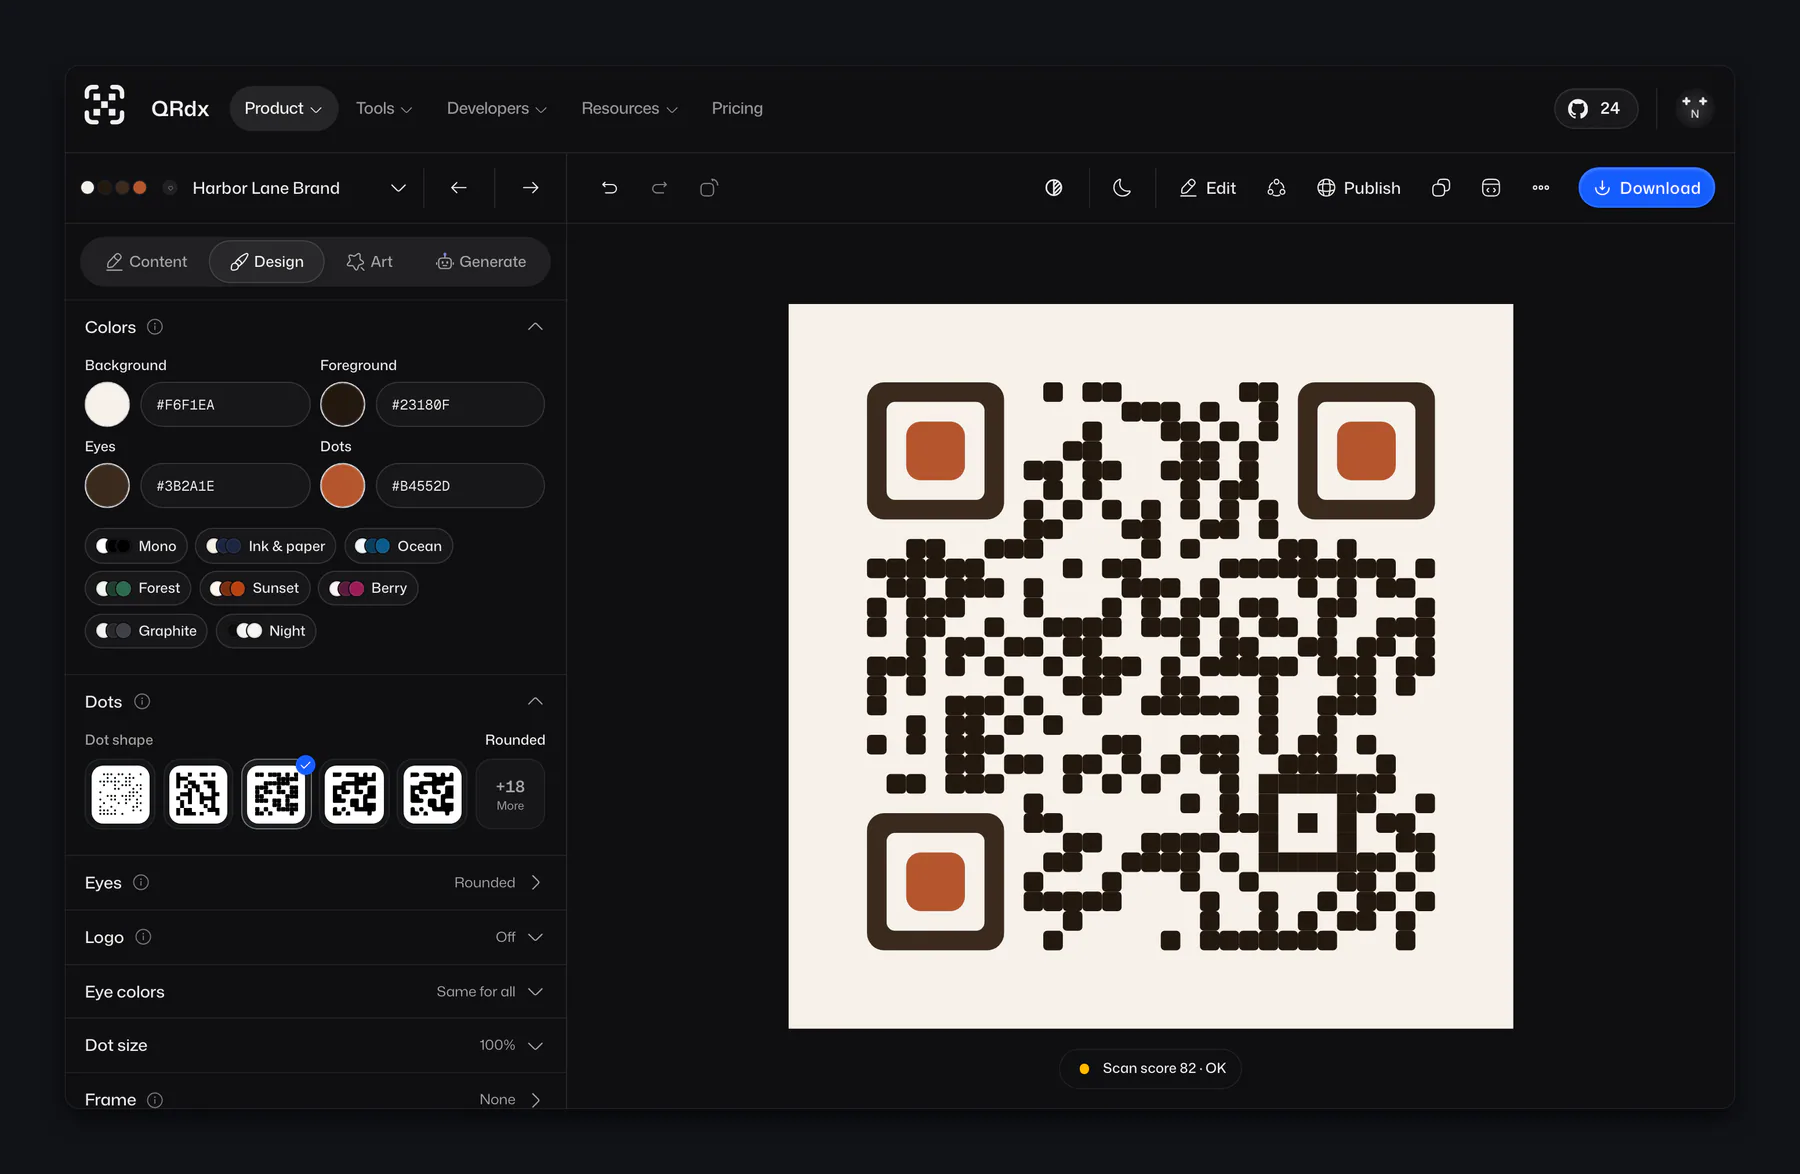 QRdx Product Tools Developers Resources Pricing 24 N
Harbor Lane Brand Edit Publish Download
Content Design Art Generate
Colors
Background Foreground
#F6F1EA #23180F
Eyes Dots
#3B2A1E #B4552D
Mono Ink & paper Ocean
Forest Sunset Berry
Graphite Night
Dots
Dot shape Rounded
+18
More
Eyes Rounded
Logo Off
Eye colors Same for all
Dot size 100%
Frame None
Scan score 82 · OK